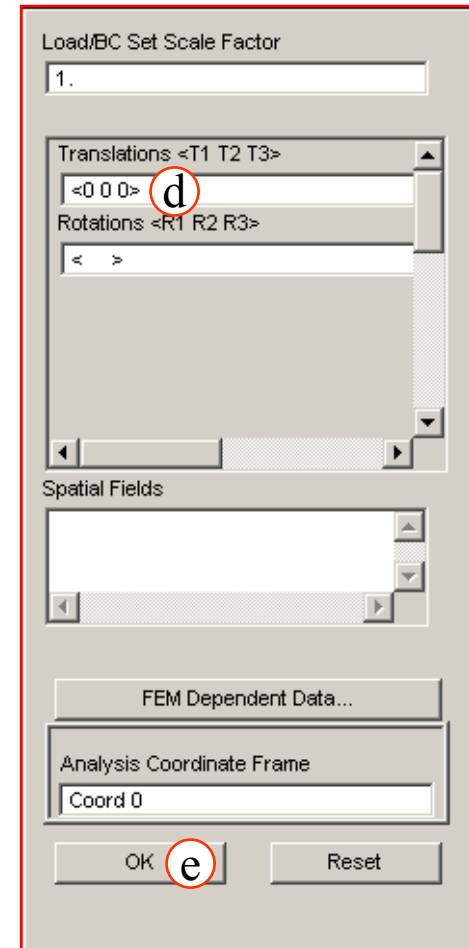 Load/BC Set Scale Factor
1.
Translations <T1 T2 T3>
<0 0 0> d
Rotations <R1 R2 R3>
<   >
Spatial Fields
FEM Dependent Data...
Analysis Coordinate Frame
Coord 0
OK e Reset